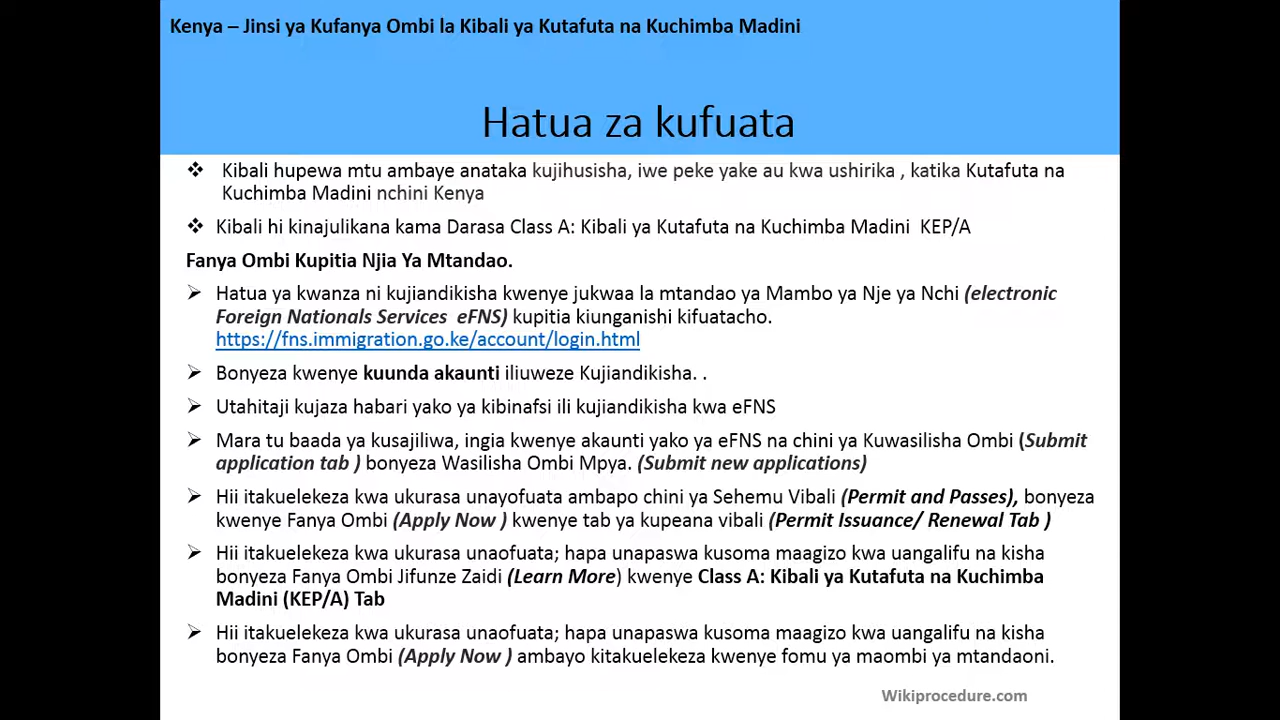 Kenya – Jinsi ya Kufanya Ombi la Kibali ya Kutafuta na Kuchimba Madini
Hatua za kufuata
❖ Kibali hupewa mtu ambaye anataka kujihusisha, iwe peke yake au kwa ushirika , katika Kutafuta na
Kuchimba Madini nchini Kenya
❖ Kibali hi kinajulikana kama Darasa Class A: Kibali ya Kutafuta na Kuchimba Madini KEP/A
Fanya Ombi Kupitia Njia Ya Mtandao.
➢ Hatua ya kwanza ni kujiandikisha kwenye jukwaa la mtandao ya Mambo ya Nje ya Nchi (electronic
Foreign Nationals Services eFNS) kupitia kiunganishi kifuatacho.
https://fns.immigration.go.ke/account/login.html
➢ Bonyeza kwenye kuunda akaunti iliuweze Kujiandikisha. .
➢ Utahitaji kujaza habari yako ya kibinafsi ili kujiandikisha kwa eFNS
➢ Mara tu baada ya kusajiliwa, ingia kwenye akaunti yako ya eFNS na chini ya Kuwasilisha Ombi (Submit
application tab ) bonyeza Wasilisha Ombi Mpya. (Submit new applications)
➢ Hii itakuelekeza kwa ukurasa unayofuata ambapo chini ya Sehemu Vibali (Permit and Passes), bonyeza
kwenye Fanya Ombi (Apply Now ) kwenye tab ya kupeana vibali (Permit Issuance/ Renewal Tab )
➢ Hii itakuelekeza kwa ukurasa unaofuata; hapa unapaswa kusoma maagizo kwa uangalifu na kisha
bonyeza Fanya Ombi Jifunze Zaidi (Learn More) kwenye Class A: Kibali ya Kutafuta na Kuchimba
Madini (KEP/A) Tab
➢ Hii itakuelekeza kwa ukurasa unaofuata; hapa unapaswa kusoma maagizo kwa uangalifu na kisha
bonyeza Fanya Ombi (Apply Now ) ambayo kitakuelekeza kwenye fomu ya maombi ya mtandaoni.
Wikiprocedure.com